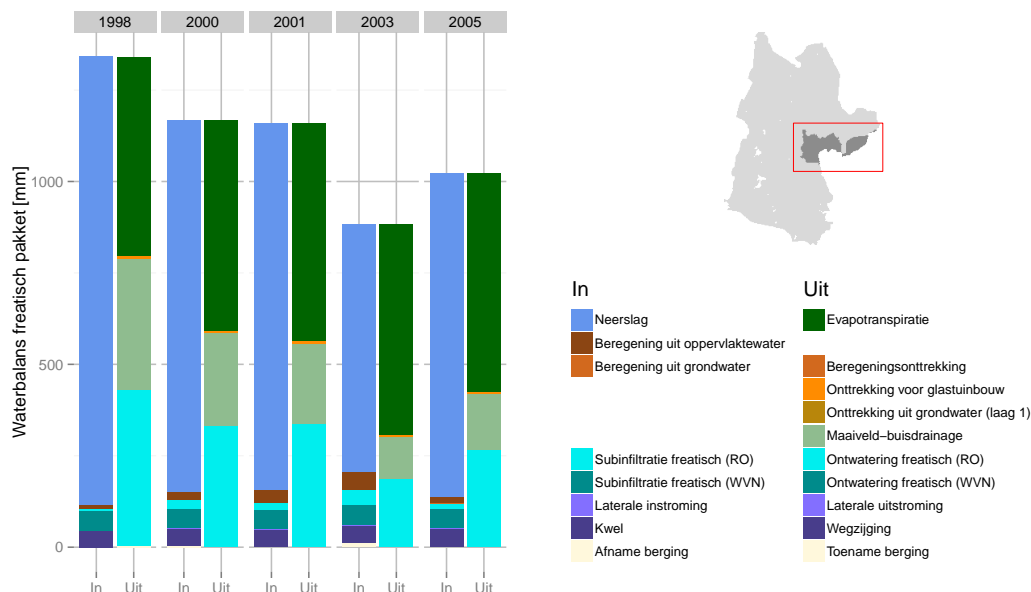 1998 2000 2001 2003 2005
Waterbalans freatisch pakket [mm]
1000
500
0
In Uit In Uit In Uit In Uit In Uit
In Uit
Neerslag Evapotranspiratie
Beregening uit oppervlaktewater
Beregening uit grondwater Beregeningsonttrekking
Onttrekking voor glastuinbouw
Onttrekking uit grondwater (laag 1)
Maaiveld−buisdrainage
Subinfiltratie freatisch (RO) Ontwatering freatisch (RO)
Subinfiltratie freatisch (WVN) Ontwatering freatisch (WVN)
Laterale instroming Laterale uitstroming
Kwel Wegzijging
Afname berging Toename berging